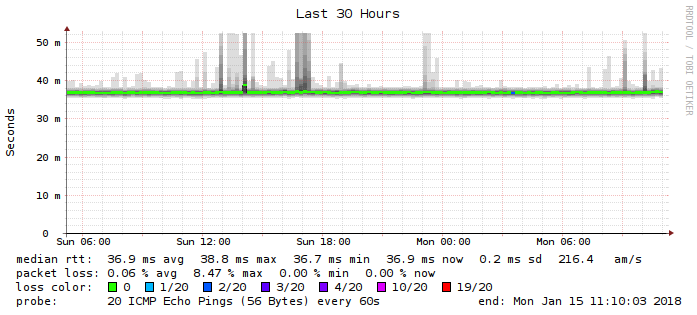 Last 30 Hours
RRDTOOL / TOBI OETIKER
Seconds
50 m
40 m
30 m
20 m
10 m
0
Sun 06:00 Sun 12:00 Sun 18:00 Mon 00:00 Mon 06:00
median rtt: 36.9 ms avg 38.8 ms max 36.7 ms min 36.9 ms now 0.2 ms sd 216.4 am/s
packet loss: 0.06 % avg 8.47 % max 0.00 % min 0.00 % now
loss color: 0 1/20 2/20 3/20 4/20 10/20 19/20
probe: 20 ICMP Echo Pings (56 Bytes) every 60s end: Mon Jan 15 11:10:03 2018